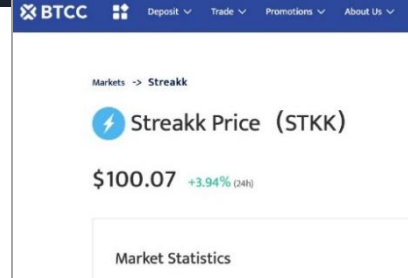 BTCC Deposit Trade Promotions About Us
Markets -> Streakk
Streakk Price (STKK)
$100.07 +3.94% (24h)
Market Statistics